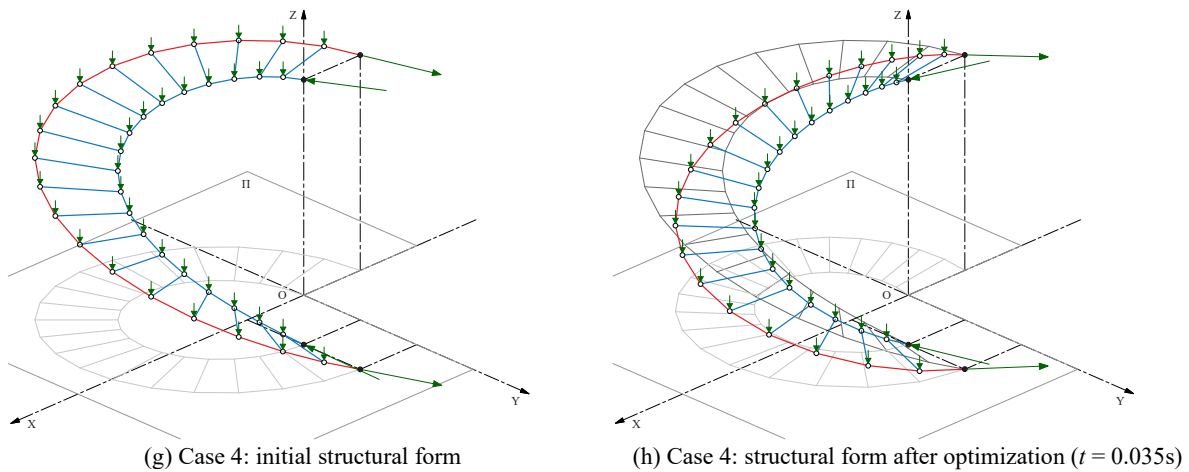 Z
Π
O
X
Y
(g) Case 4: initial structural form
Z
Π
O
X
Y
(h) Case 4: structural form after optimization (t = 0.035s)